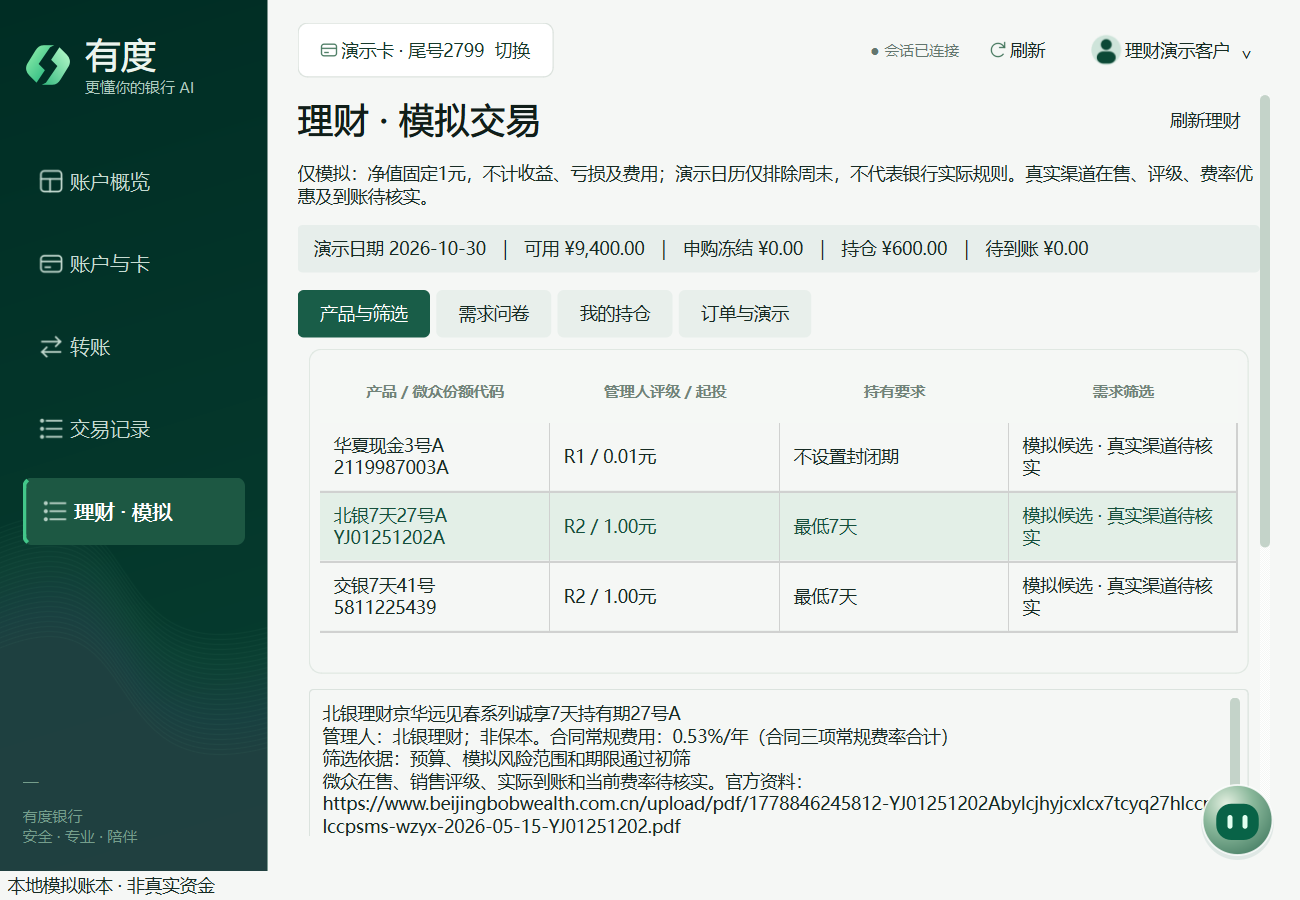 有度
更懂你的银行 AI
账户概览
账户与卡
转账
交易记录
理财 · 模拟
—
有度银行
安全 · 专业 · 陪伴
本地模拟账本 · 非真实资金
演示卡 · 尾号2799 切换
● 会话已连接
刷新
理财演示客户 ∨
理财 · 模拟交易
刷新理财
仅模拟：净值固定1元，不计收益、亏损及费用；演示日历仅排除周末，不代表银行实际规则。真实渠道在售、评级、费率优
惠及到账待核实。
演示日期 2026-10-30 | 可用 ¥9,400.00 | 申购冻结 ¥0.00 | 持仓 ¥600.00 | 待到账 ¥0.00
产品与筛选 需求问卷 我的持仓 订单与演示
产品 / 微众份额代码 管理人评级 / 起投 持有要求 需求筛选
华夏现金3号A
2119987003A
R1 / 0.01元
不设置封闭期
模拟候选 · 真实渠道待核
实
北银7天27号A
YJ01251202A
R2 / 1.00元
最低7天
模拟候选 · 真实渠道待核
实
交银7天41号
5811225439
R2 / 1.00元
最低7天
模拟候选 · 真实渠道待核
实
北银理财京华远见春系列诚享7天持有期27号A
管理人：北银理财；非保本。合同常规费用：0.53%/年（合同三项常规费率合计）
筛选依据：预算、模拟风险范围和期限通过初筛
微众在售、销售评级、实际到账和当前费率待核实。官方资料：
https://www.beijingbobwealth.com.cn/upload/pdf/1778846245812-YJ01251202Abylcjhyjcxlcx7tcyq27hlccp
lccpsms-wzyx-2026-05-15-YJ01251202.pdf